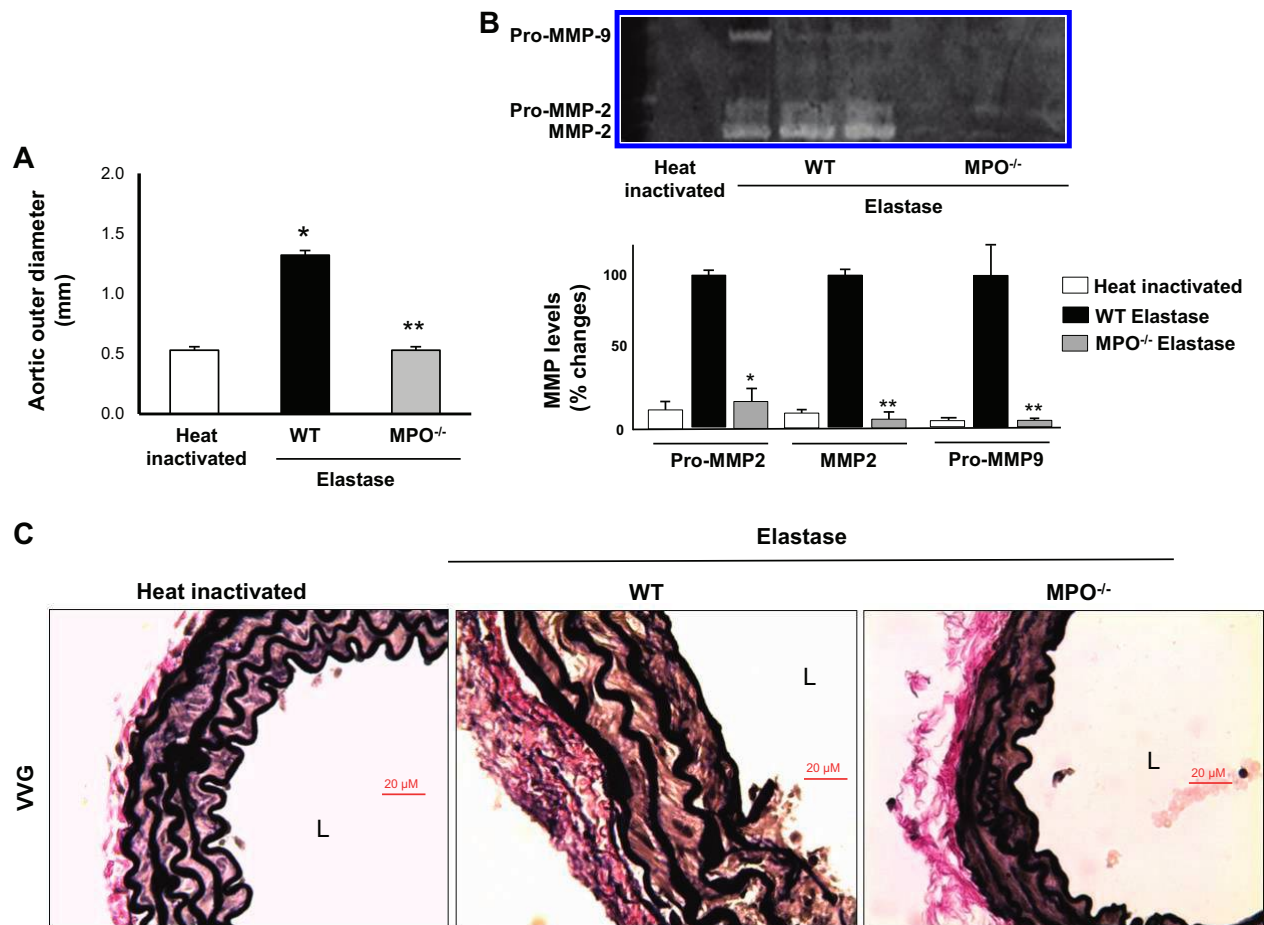 A
2.0
1.5
1.0
0.5
0.0
Aortic outer diameter
(mm)
*
**
Heat
inactivated
WT
MPO-/-
Elastase
B
Pro-MMP-9
Pro-MMP-2
MMP-2
Heat
inactivated
WT
MPO-/-
Elastase
MMP levels
(% changes)
100
50
0
*
**
**
Pro-MMP2
MMP2
Pro-MMP9
Heat inactivated
WT Elastase
MPO-/- Elastase
C
Elastase
Heat inactivated
WT
MPO-/-
VVG
L
20 µM
L
20 µM
L
20 µM